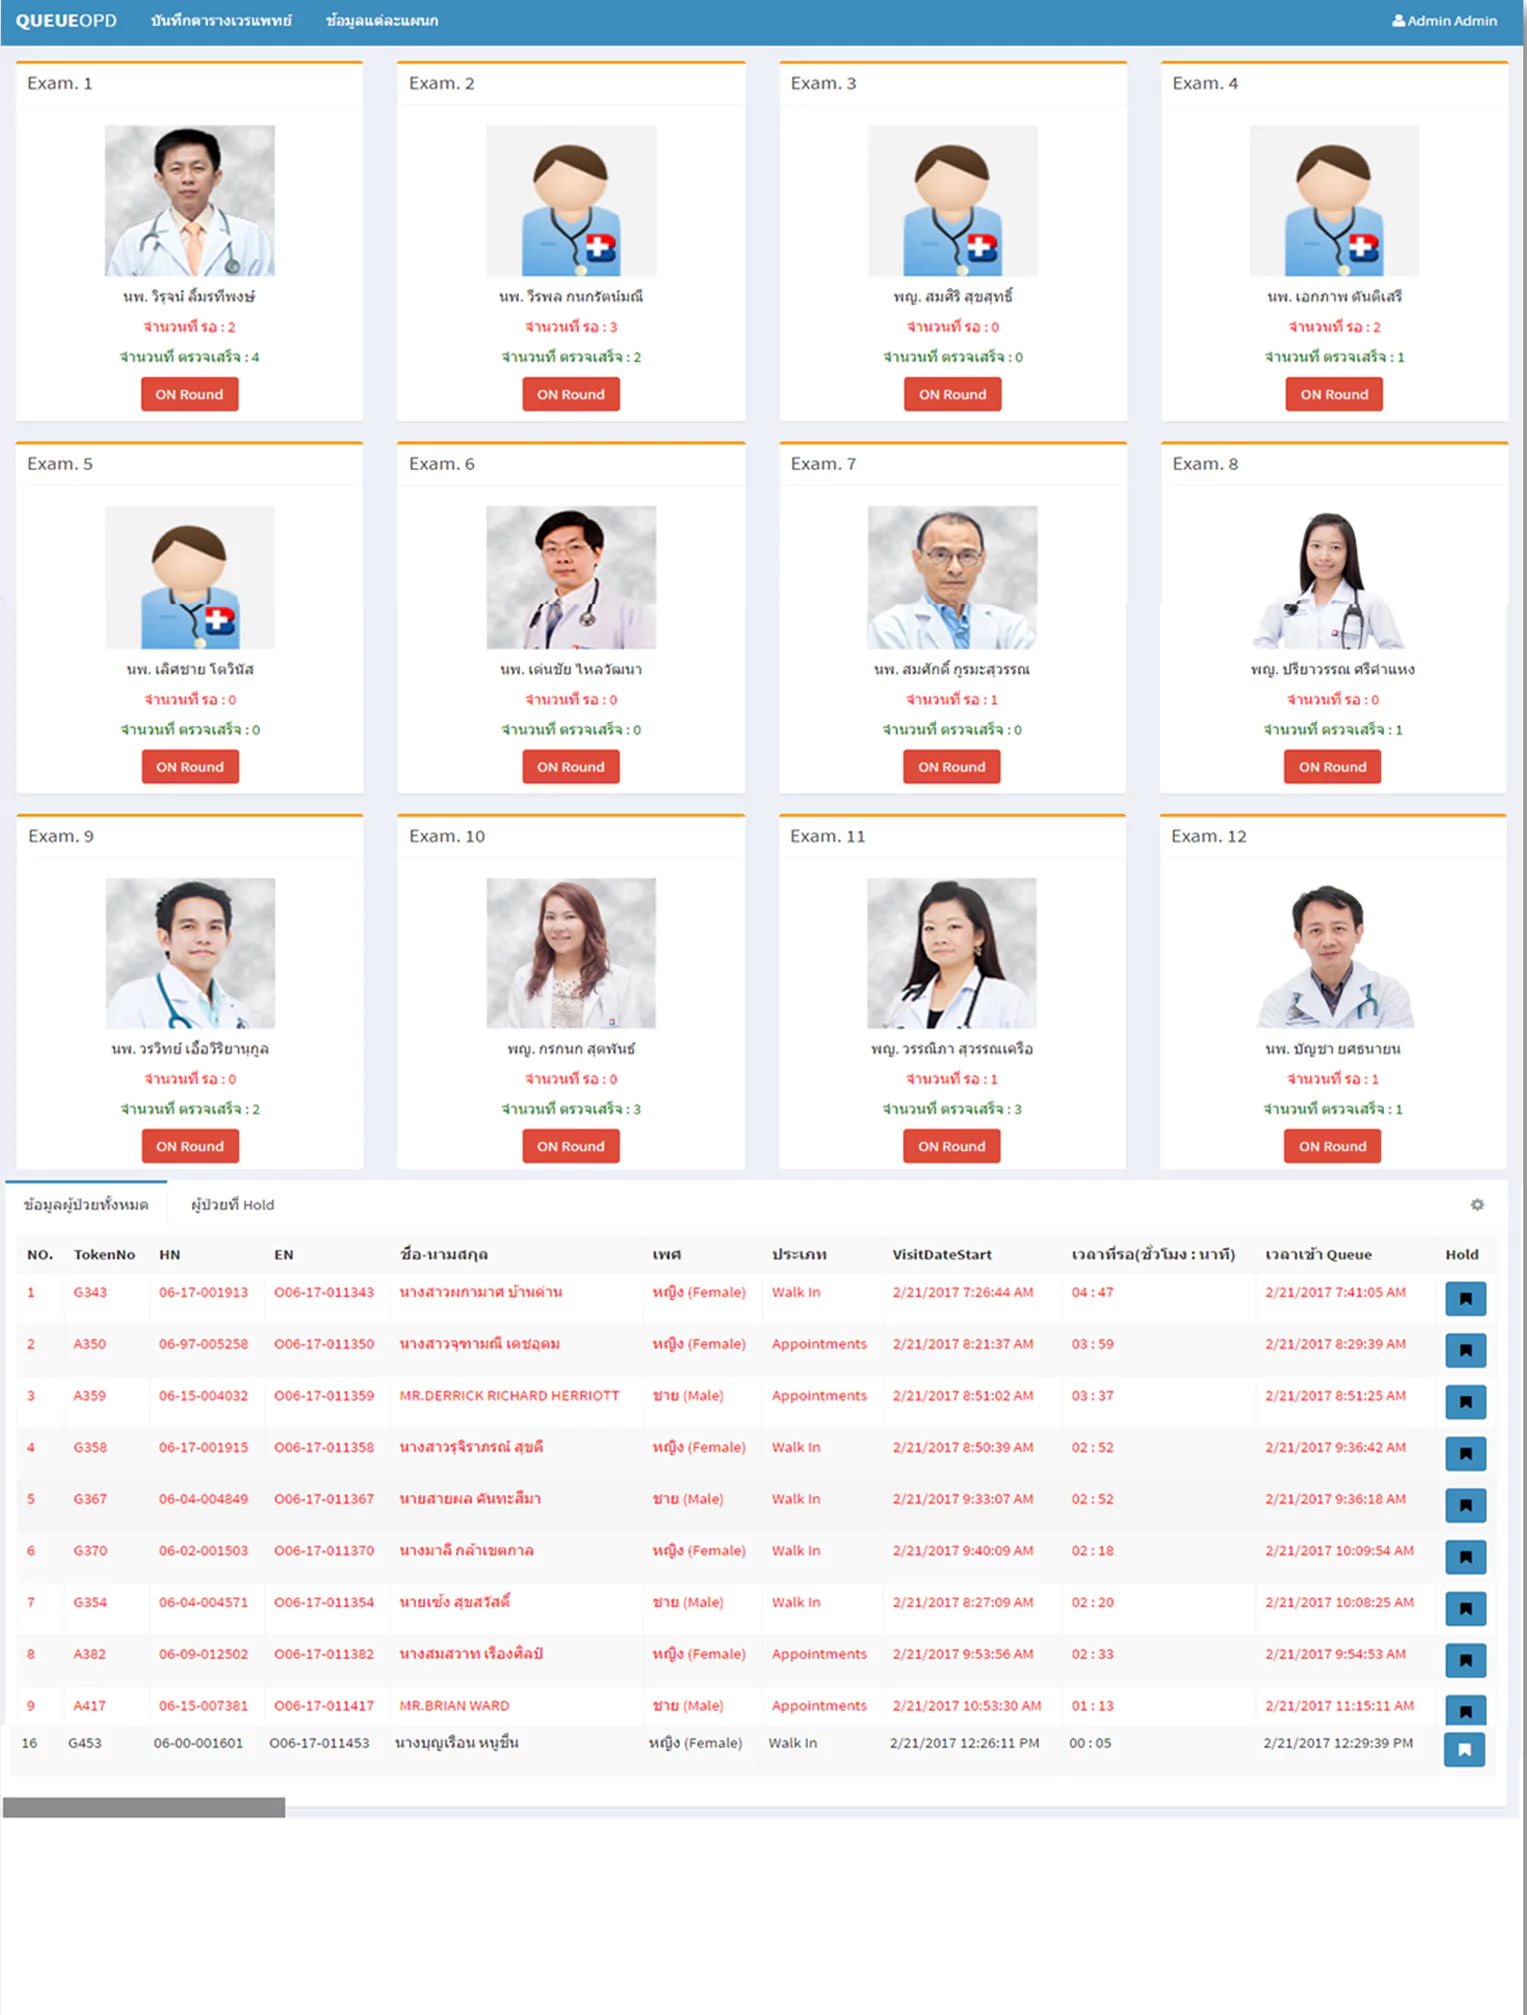 QUEUEOPD บันทึกตารางเวรแพทย์ ข้อมูลแต่ละแผนก Admin Admin
Exam. 1 Exam. 2 Exam. 3 Exam. 4
นพ. วิรุจน์ ลิ้มรทีพงษ์ นพ. วีรพล กนกรัตน์มณี พญ. สมศิริ สุขสุทธิ์ นพ. เอกภาพ ตันติเสรี
จำนวนที่ รอ : 2 จำนวนที่ รอ : 3 จำนวนที่ รอ : 0 จำนวนที่ รอ : 2
จำนวนที่ ตรวจเสร็จ : 4 จำนวนที่ ตรวจเสร็จ : 2 จำนวนที่ ตรวจเสร็จ : 0 จำนวนที่ ตรวจเสร็จ : 1
ON Round ON Round ON Round ON Round
Exam. 5 Exam. 6 Exam. 7 Exam. 8
นพ. เลิศชาย โตวินัส นพ. เด่นชัย ไหลวัฒนา นพ. สมศักดิ์ ภูรมะสุวรรณ พญ. ปรียาวรรณ ศรีคำแหง
จำนวนที่ รอ : 0 จำนวนที่ รอ : 0 จำนวนที่ รอ : 1 จำนวนที่ รอ : 0
จำนวนที่ ตรวจเสร็จ : 0 จำนวนที่ ตรวจเสร็จ : 0 จำนวนที่ ตรวจเสร็จ : 0 จำนวนที่ ตรวจเสร็จ : 1
ON Round ON Round ON Round ON Round
Exam. 9 Exam. 10 Exam. 11 Exam. 12
นพ. วรวิทย์ เอื้อวิริยานุกูล พญ. กรกนก สุตพันธ์ พญ. วรรณิภา สุวรรณเครือ นพ. บัญชา ยศธนายน
จำนวนที่ รอ : 0 จำนวนที่ รอ : 0 จำนวนที่ รอ : 1 จำนวนที่ รอ : 1
จำนวนที่ ตรวจเสร็จ : 2 จำนวนที่ ตรวจเสร็จ : 3 จำนวนที่ ตรวจเสร็จ : 3 จำนวนที่ ตรวจเสร็จ : 1
ON Round ON Round ON Round ON Round
ข้อมูลผู้ป่วยทั้งหมด ผู้ป่วยที่ Hold
NO. TokenNo HN EN ชื่อ-นามสกุล เพศ ประเภท VisitDateStart เวลาที่รอ(ชั่วโมง : นาที) เวลาเข้า Queue Hold
1 G343 06-17-001913 O06-17-011343 นางสาวผกามาศ บ้านด่าน หญิง (Female) Walk In 2/21/2017 7:26:44 AM 04 : 47 2/21/2017 7:41:05 AM
2 A350 06-97-005258 O06-17-011350 นางสาวจุฑามณี เดชอุดม หญิง (Female) Appointments 2/21/2017 8:21:37 AM 03 : 59 2/21/2017 8:29:39 AM
3 A359 06-15-004032 O06-17-011359 MR.DERRICK RICHARD HERRIOTT ชาย (Male) Appointments 2/21/2017 8:51:02 AM 03 : 37 2/21/2017 8:51:25 AM
4 G358 06-17-001915 O06-17-011358 นางสาวรุจิราภรณ์ สุขดี หญิง (Female) Walk In 2/21/2017 8:50:39 AM 02 : 52 2/21/2017 9:36:42 AM
5 G367 06-04-004849 O06-17-011367 นายสายผล คันทะสีมา ชาย (Male) Walk In 2/21/2017 9:33:07 AM 02 : 52 2/21/2017 9:36:18 AM
6 G370 06-02-001503 O06-17-011370 นางมาลี กล้าเขตกาล หญิง (Female) Walk In 2/21/2017 9:40:09 AM 02 : 18 2/21/2017 10:09:54 AM
7 G354 06-04-004571 O06-17-011354 นายเซ้ง สุขสวัสดิ์ ชาย (Male) Walk In 2/21/2017 8:27:09 AM 02 : 20 2/21/2017 10:08:25 AM
8 A382 06-09-012502 O06-17-011382 นางสมสวาท เรืองศิลป์ หญิง (Female) Appointments 2/21/2017 9:53:56 AM 02 : 33 2/21/2017 9:54:53 AM
9 A417 06-15-007381 O06-17-011417 MR.BRIAN WARD ชาย (Male) Appointments 2/21/2017 10:53:30 AM 01 : 13 2/21/2017 11:15:11 AM
16 G453 06-00-001601 O06-17-011453 นางบุญเรือน หนูชื่น หญิง (Female) Walk In 2/21/2017 12:26:11 PM 00 : 05 2/21/2017 12:29:39 PM